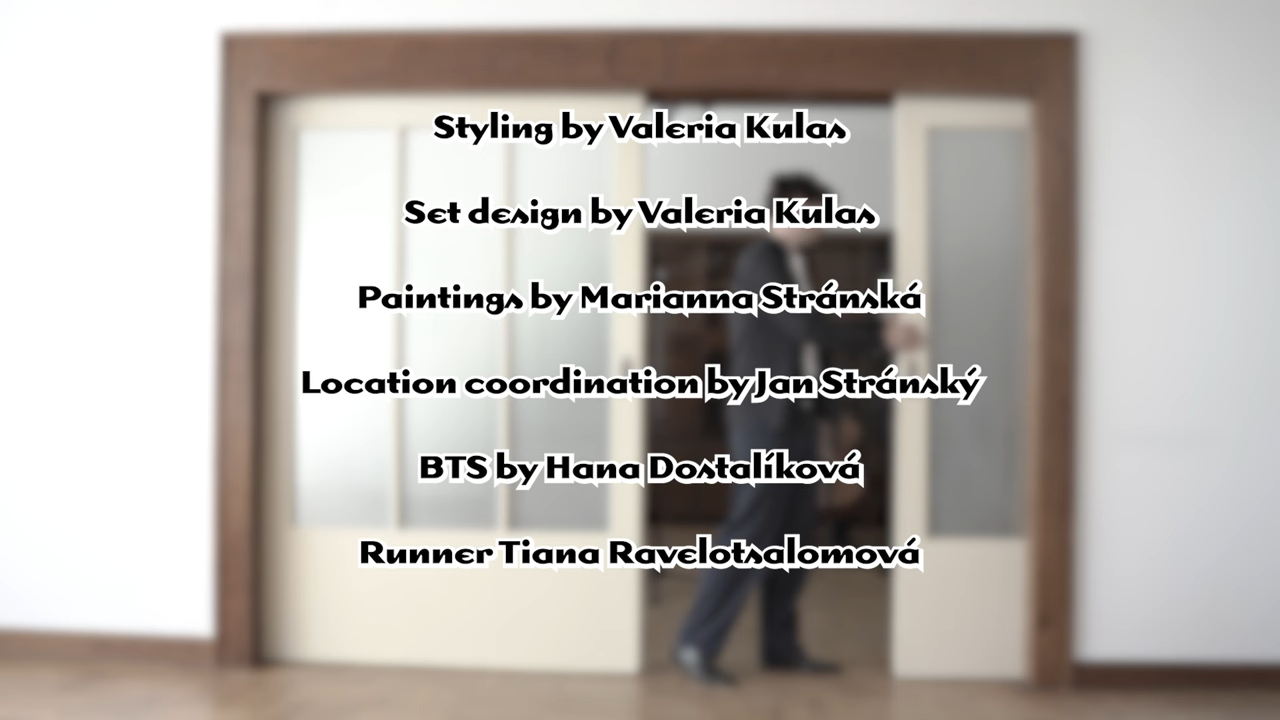 Styling by Valeria Kulas
Set design by Valeria Kulas
Paintings by Marianna Stránská
Location coordination by Jan Stránský
BTS by Hana Dostalíková
Runner Tiana Ravelotsalomová